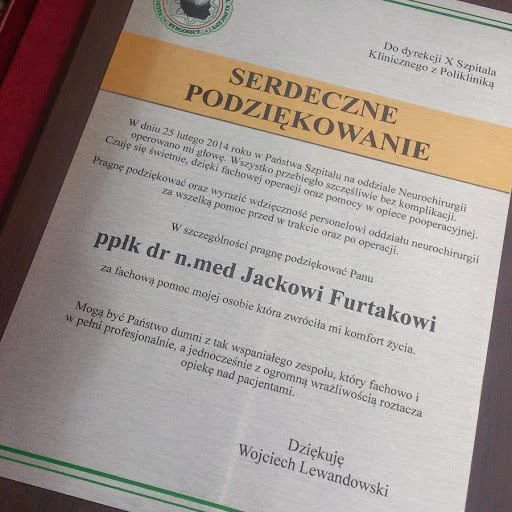 BYDGOSZCZ
Do dyrekcji X Szpitala
Klinicznego z Polikliniką
SERDECZNE
PODZIĘKOWANIE
W dniu 25 lutego 2014 roku w Państwa Szpitalu na oddziale Neurochirurgii
operowano mi głowę. Wszystko przebiegło szczęśliwie bez komplikacji.
Czuję się świetnie, dzięki fachowej operacji oraz pomocy w opiece pooperacyjnej.
Pragnę podziękować oraz wyrazić wdzięczność personelowi oddziału neurochirurgii
za wszelką pomoc przed w trakcie oraz po operacji.
W szczególności pragnę podziękować Panu
ppłk dr n.med Jackowi Furtakowi
za fachową pomoc mojej osobie która zwróciła mi komfort życia.
Mogą być Państwo dumni z tak wspaniałego zespołu, który fachowo i
w pełni profesjonalnie, a jednocześnie z ogromną wrażliwością roztacza
opiekę nad pacjentami.
Dziękuję
Wojciech Lewandowski